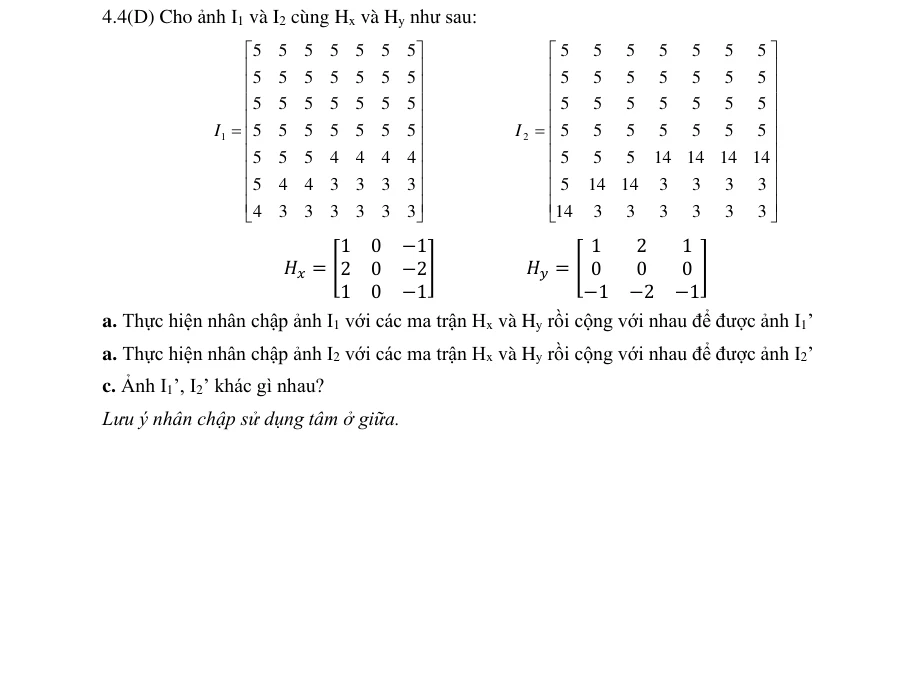 4.4(D) Cho ảnh I1 và I2 cùng Hx và Hy như sau:
I1 =
5 5 5 5 5 5 5
5 5 5 5 5 5 5
5 5 5 5 5 5 5
5 5 5 5 5 5 5
5 5 5 4 4 4 4
5 4 4 3 3 3 3
4 3 3 3 3 3 3
I2 =
5 5 5 5 5 5 5
5 5 5 5 5 5 5
5 5 5 5 5 5 5
5 5 5 5 5 5 5
5 5 5 14 14 14 14
5 14 14 3 3 3 3
14 3 3 3 3 3 3
Hx =
1 0 −1
2 0 −2
1 0 −1
Hy =
1 2 1
0 0 0
−1 −2 −1
a. Thực hiện nhân chập ảnh I1 với các ma trận Hx và Hy rồi cộng với nhau để được ảnh I1’
a. Thực hiện nhân chập ảnh I2 với các ma trận Hx và Hy rồi cộng với nhau để được ảnh I2’
c. Ảnh I1’, I2’ khác gì nhau?
Lưu ý nhân chập sử dụng tâm ở giữa.